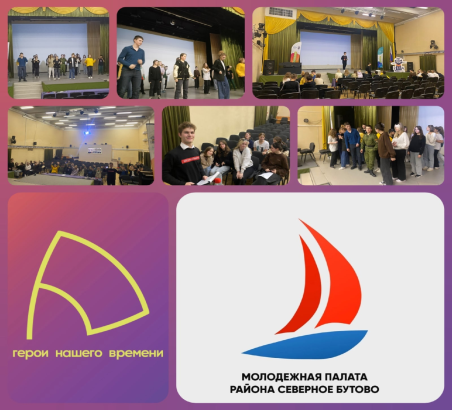 герои нашего времени
МОЛОДЕЖНАЯ ПАЛАТА
РАЙОНА СЕВЕРНОЕ БУТОВО